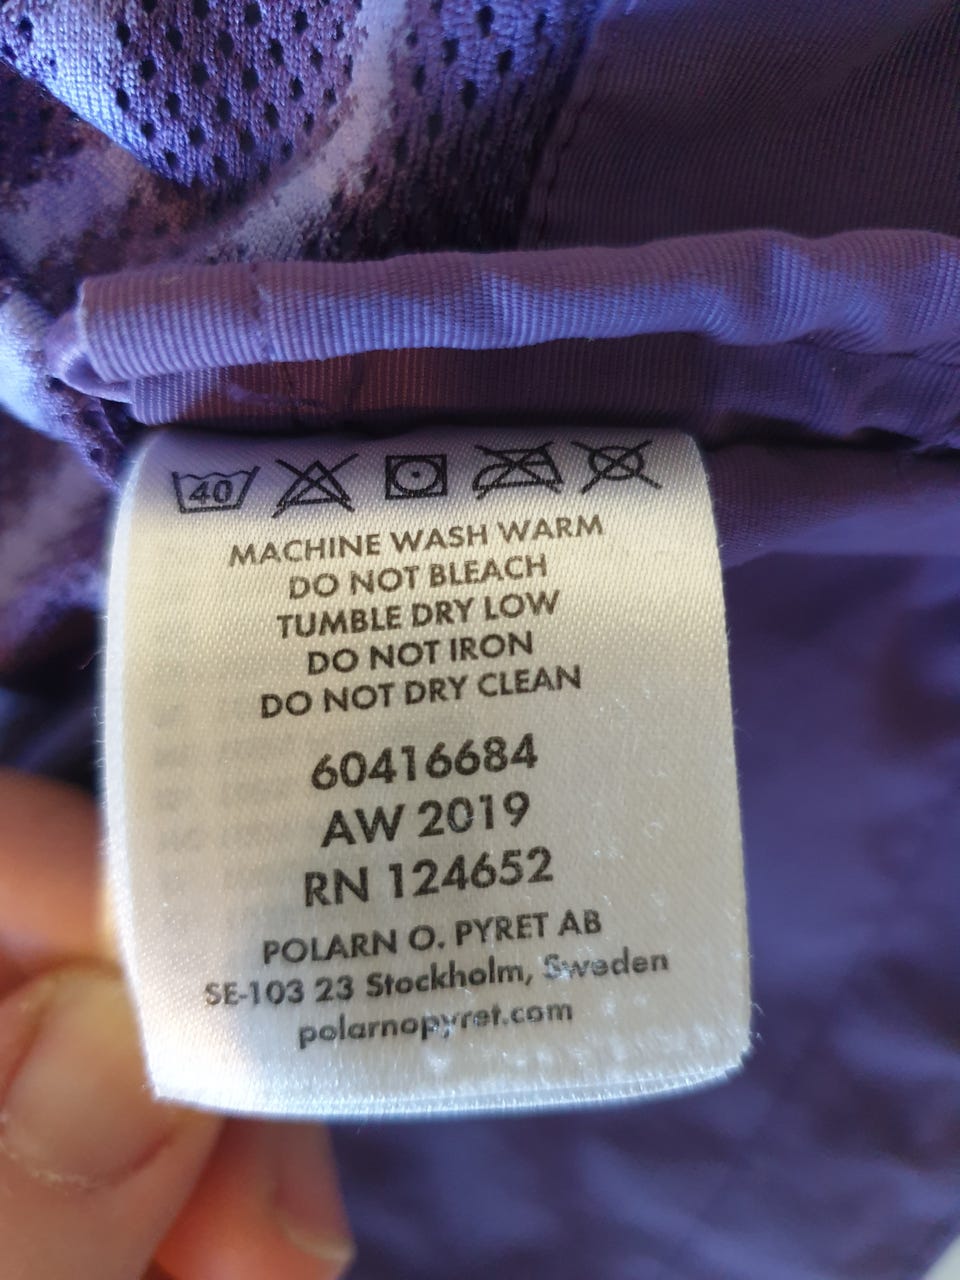 40
MACHINE WASH WARM
DO NOT BLEACH
TUMBLE DRY LOW
DO NOT IRON
DO NOT DRY CLEAN
60416684
AW 2019
RN 124652
POLARN O. PYRET AB
SE-103 23 Stockholm, Sweden
polarnopyret.com